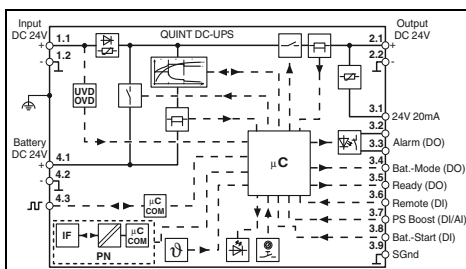 Input
DC 24V
1.1
+
1.2
-
QUINT DC-UPS
Output
DC 24V
2.1
+
2.2
-
UVD
OVD
3.1
24V 20mA
3.2
Alarm (DO)
3.3
3.4
Bat.-Mode (DO)
3.5
Ready (DO)
3.6
Remote (DI)
3.7
PS Boost (DI/AI)
3.8
Bat.-Start (DI)
3.9
SGnd
Battery
DC 24V
4.1
+
4.2
-
4.3
µC
µC
COM
IF
µC
COM
PN
ϑ